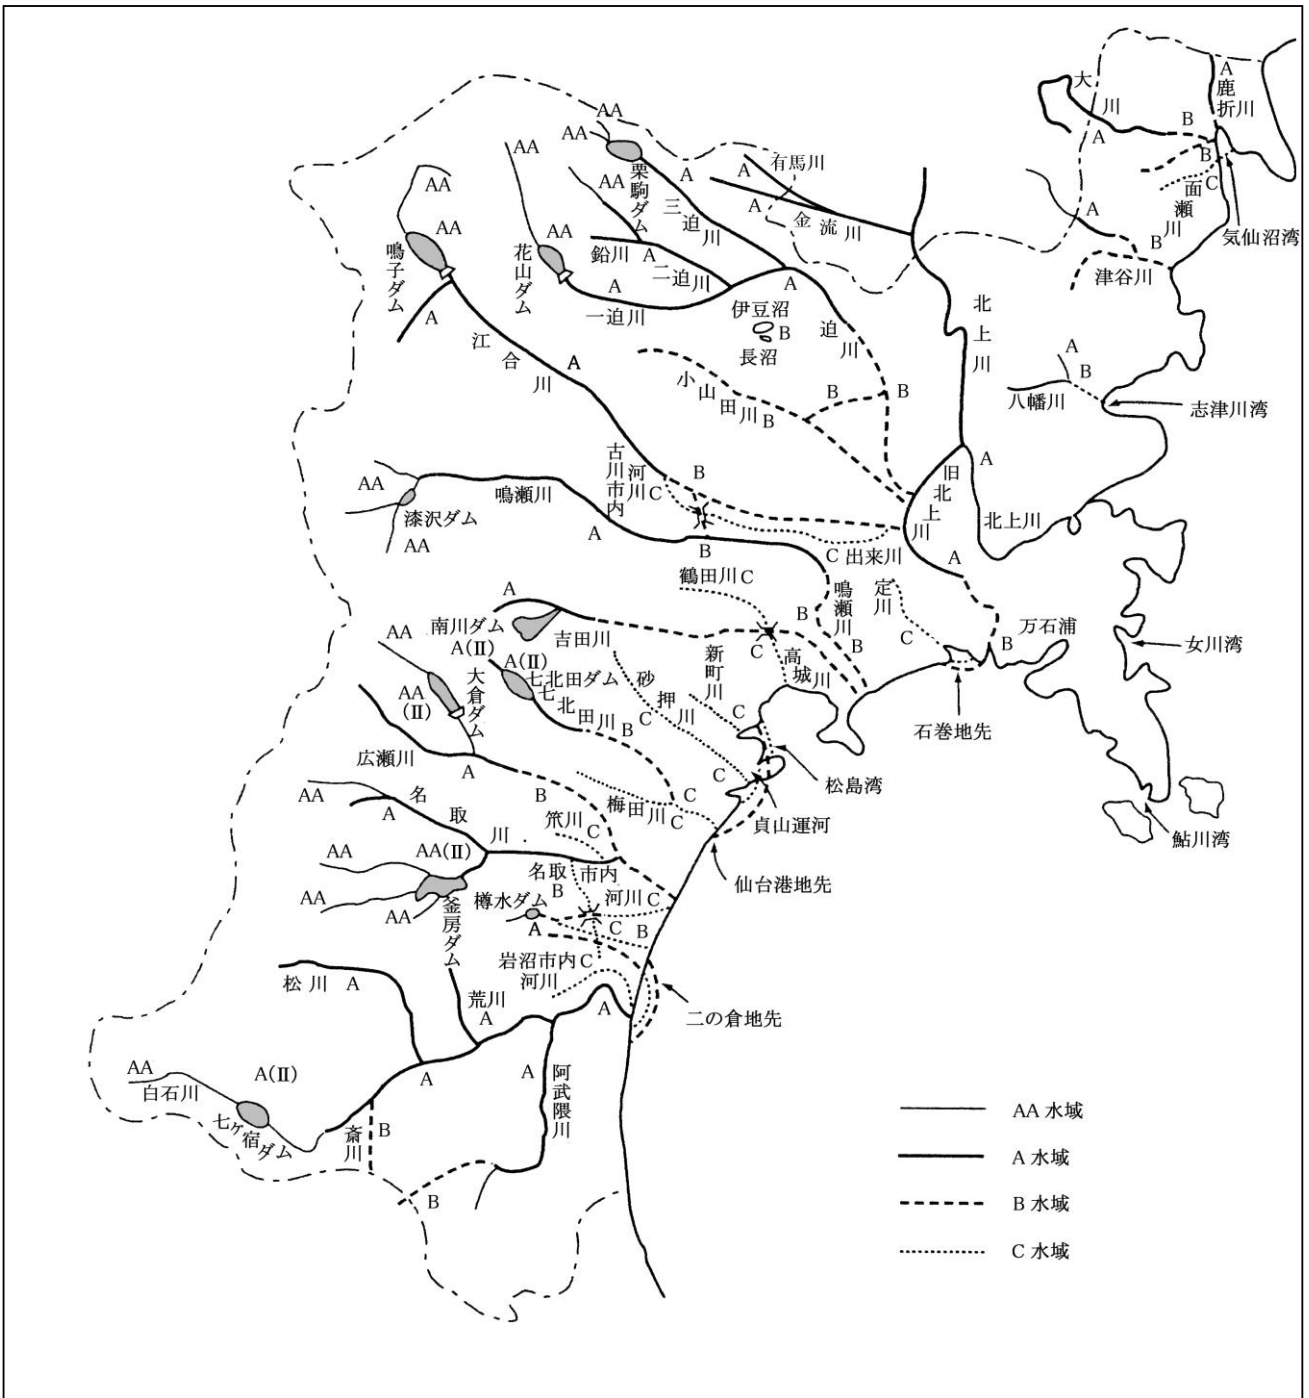 大川
A
鹿折川
A
B
B
面瀬川
C
気仙沼湾
A
B
津谷川
AA
AA
栗駒ダム
AA
AA
AA
花山ダム
AA
AA
鳴子ダム
A
三迫川
A
有馬川
A
金流川
鉛川
A
二迫川
A
一迫川
A
伊豆沼
B
長沼
迫川
北上川
A
B
八幡川
志津川湾
A
江合川
A
小山田川
B
B
B
旧北上川
A
北上川
A
古川市内河川
C
B
AA
漆沢ダム
AA
鳴瀬川
A
B
C
出来川
鶴田川
C
鳴瀬川
B
B
定川
C
万石浦
B
女川湾
石巻地先
鮎川湾
A
南川ダム
A(Ⅱ)
吉田川
C
高城川
新町川
C
松島湾
AA
AA(Ⅱ)
大倉ダム
A(Ⅱ)
七北田ダム
七北田川
B
砂押川
C
C
貞山運河
広瀬川
A
B
梅田川
C
C
仙台港地先
AA
名取川
A
笊川
C
AA
AA(Ⅱ)
AA
AA
釜房ダム
名取市内河川
B
C
樽水ダム
A
C
B
岩沼市内河川
C
二の倉地先
松川
A
荒川
A
A
AA
白石川
A(Ⅱ)
七ヶ宿ダム
A
斎川
B
A
阿武隈川
B
AA 水域
A 水域
B 水域
C 水域